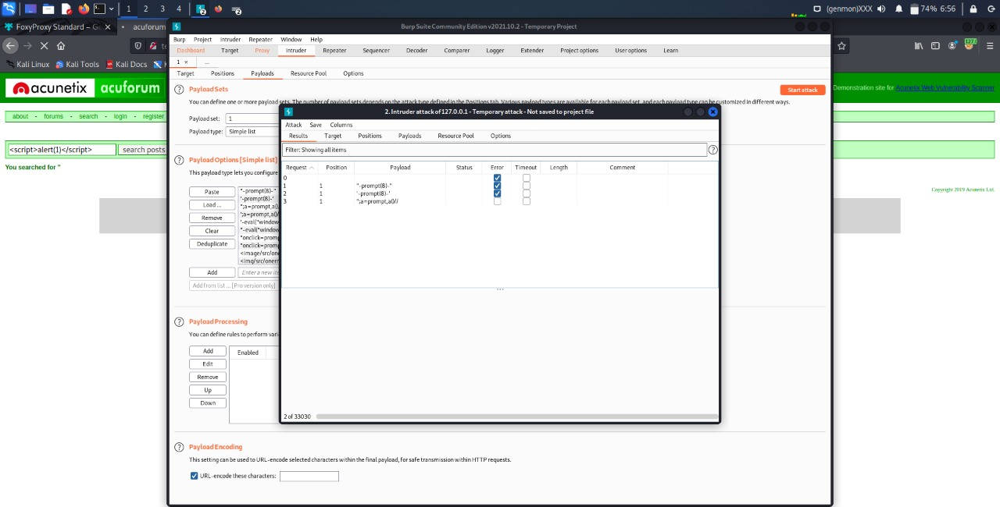 1 2 3 4 2 2 (genmon)XXX 74% 6:56
FoxyProxy Standard – G
acuforum
Burp Suite Community Edition v2021.10.2 - Temporary Project
Burp Project Intruder Repeater Window Help
Dashboard Target Proxy Intruder Repeater Sequencer Decoder Comparer Logger Extender Project options User options Learn
1 × ...
Target Positions Payloads Resource Pool Options
Kali Linux Kali Tools Kali Docs
acunetix acuforum
Demonstration site for Acunetix Web Vulnerability Scanner
about - forums - search - login - register
<script>alert(1)</script> search posts
You searched for "
Copyright 2019 Acunetix Ltd.
? Payload Sets Start attack
You can define one or more payload sets. The number of payload sets depends on the attack type defined in the Positions tab. Various payload types are available for each payload set, and each payload type can be customized in different ways.
Payload set: 1
Payload type: Simple list
? Payload Options [Simple list]
This payload type lets you configure
Paste
Load ...
Remove
Clear
Deduplicate
"-prompt(8)-"
'-prompt(8)-'
";a=prompt,a()
';a=prompt,a()/
'-eval("window
"-eval("window
"onclick=prom
"onclick=prom
<image/src/on
<img/src/oner
Add Enter a new it
Add from list ... [Pro version only]
? Payload Processing
You can define rules to perform vari
Add
Edit
Remove
Up
Down
Enabled
? Payload Encoding
This setting can be used to URL-encode selected characters within the final payload, for safe transmission within HTTP requests.
URL-encode these characters:
2. Intruder attack of 127.0.0.1 - Temporary attack - Not saved to project file
Attack Save Columns
Results Target Positions Payloads Resource Pool Options
Filter: Showing all items ?
Request Position Payload Status Error Timeout Length Comment
0
1 1 "-prompt(8)-"
2 1 '-prompt(8)-'
3 1 ";a=prompt,a()//
2 of 33030